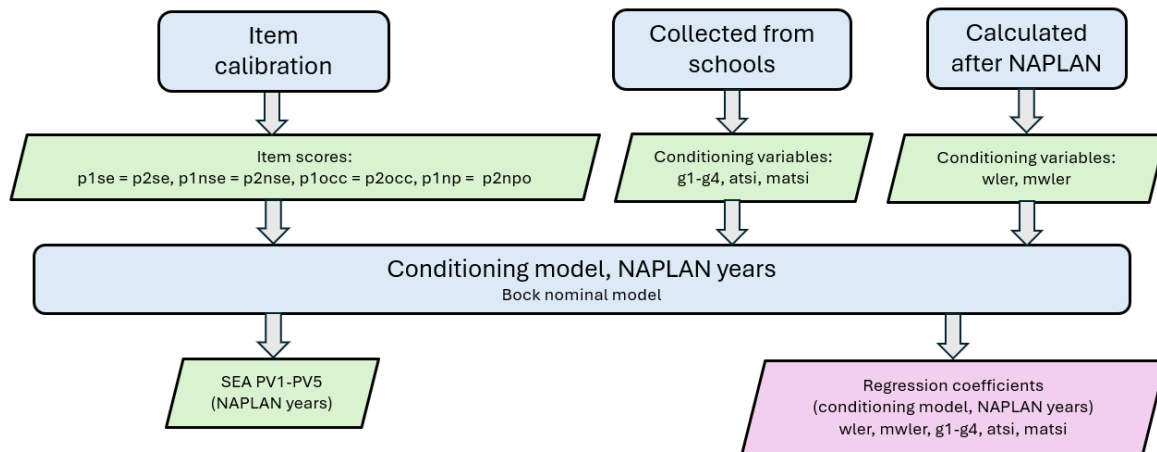 Item
calibration
Collected from
schools
Calculated
after NAPLAN
Item scores:
p1se = p2se, p1nse = p2nse, p1occ = p2occ, p1np = p2npo
Conditioning variables:
g1-g4, atsi, matsi
Conditioning variables:
wler, mwler
Conditioning model, NAPLAN years
Bock nominal model
SEA PV1-PV5
(NAPLAN years)
Regression coefficients
(conditioning model, NAPLAN years)
wler, mwler, g1-g4, atsi, matsi